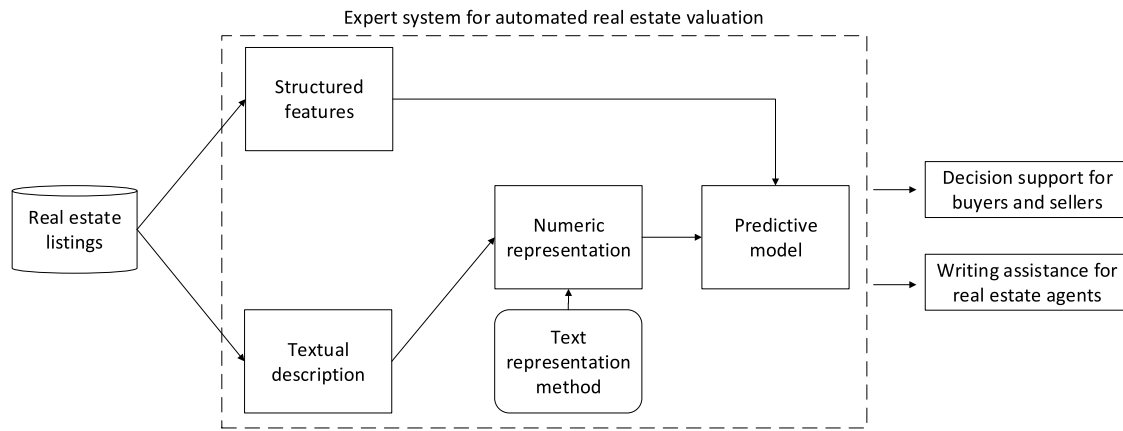 Expert system for automated real estate valuation
Structured
features
Real estate
listings
Numeric
representation
Predictive
model
Decision support for
buyers and sellers
Writing assistance for
real estate agents
Textual
description
Text
representation
method